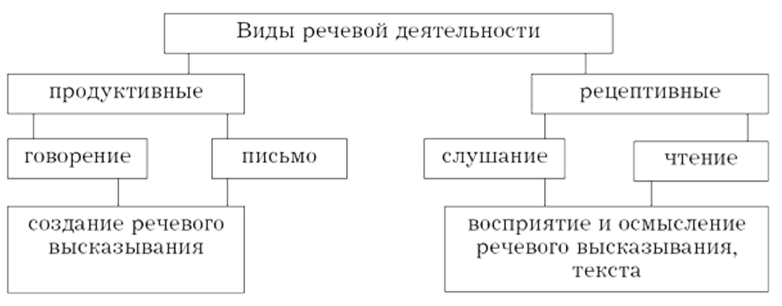 Виды речевой деятельности
продуктивные
рецептивные
говорение
письмо
слушание
чтение
создание речевого
высказывания
восприятие и осмысление
речевого высказывания,
текста